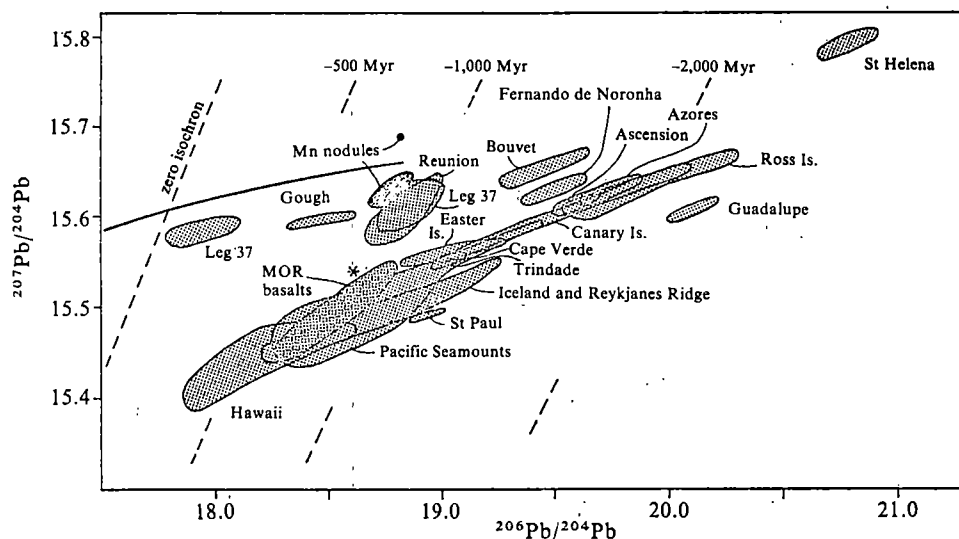 15.8
15.7
15.6
15.5
15.4
207Pb/204Pb
18.0
19.0
20.0
21.0
206Pb/204Pb
zero isochron
–500 Myr
–1,000 Myr
–2,000 Myr
St Helena
Fernando de Noronha
Azores
Ascension
Bouvet
Mn nodules
Reunion
Ross Is.
Gough
Leg 37
Guadalupe
Easter
Is.
Leg 37
Canary Is.
Cape Verde
MOR
basalts
*
Trindade
Iceland and Reykjanes Ridge
St Paul
Pacific Seamounts
Hawaii